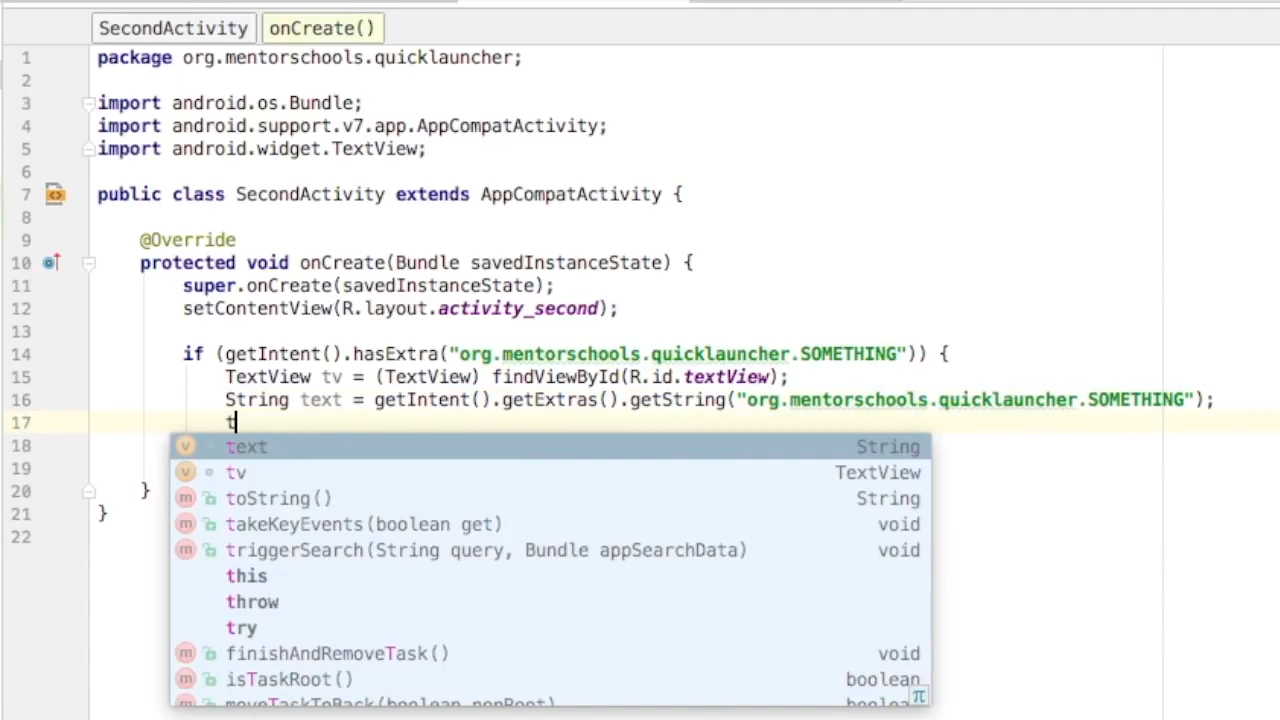 SecondActivity onCreate()
1 package org.mentorschools.quicklauncher;
2
3 import android.os.Bundle;
4 import android.support.v7.app.AppCompatActivity;
5 import android.widget.TextView;
6
7 public class SecondActivity extends AppCompatActivity {
8
9 @Override
10 protected void onCreate(Bundle savedInstanceState) {
11 super.onCreate(savedInstanceState);
12 setContentView(R.layout.activity_second);
13
14 if (getIntent().hasExtra("org.mentorschools.quicklauncher.SOMETHING")) {
15 TextView tv = (TextView) findViewById(R.id.textView);
16 String text = getIntent().getExtras().getString("org.mentorschools.quicklauncher.SOMETHING");
17 t
18 v text String
v tv TextView
19 m toString() String
20 }
m takeKeyEvents(boolean get) void
21 }
22 m triggerSearch(String query, Bundle appSearchData) void
this
throw
try
m finishAndRemoveTask() void
m isTaskRoot() boolean
m moveTaskToBack(boolean nonRoot) π